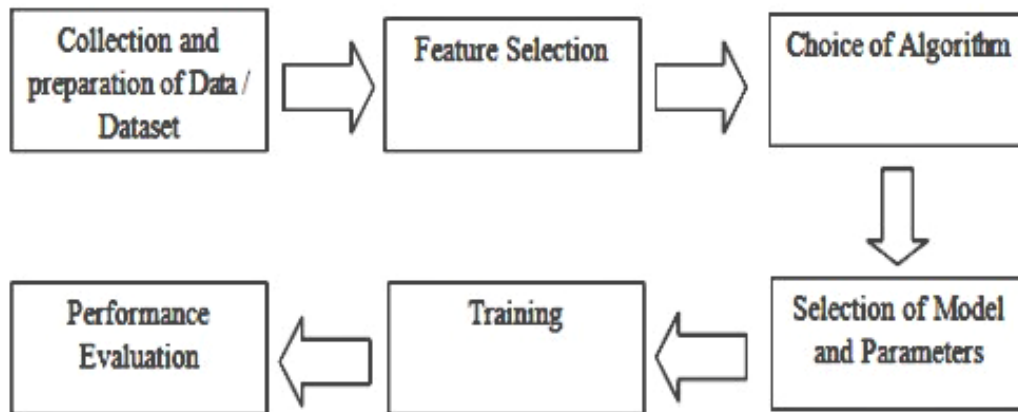 Collection and
preparation of Data /
Dataset
Feature Selection
Choice of Algorithm
Selection of Model
and Parameters
Training
Performance
Evaluation